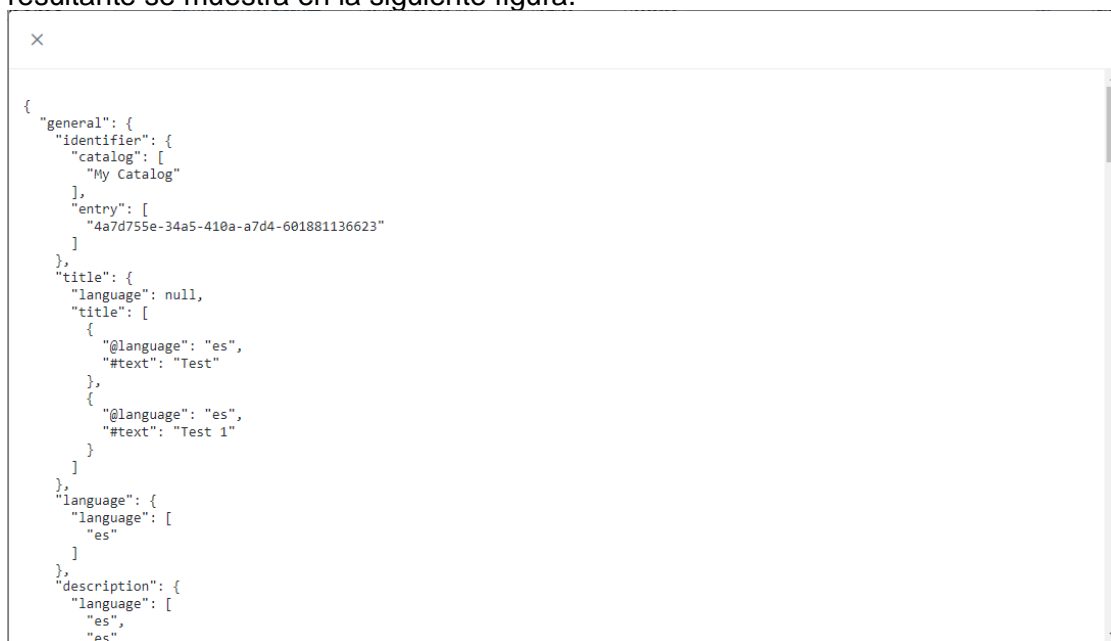 resultante se muestra en la siguiente figura.
{
"general": {
"identifier": {
"catalog": [
"My Catalog"
],
"entry": [
"4a7d755e-34a5-410a-a7d4-601881136623"
]
},
"title": {
"language": null,
"title": [
{
"@language": "es",
"#text": "Test"
},
{
"@language": "es",
"#text": "Test 1"
}
]
},
"language": {
"language": [
"es"
]
},
"description": {
"language": [
"es",
"es"